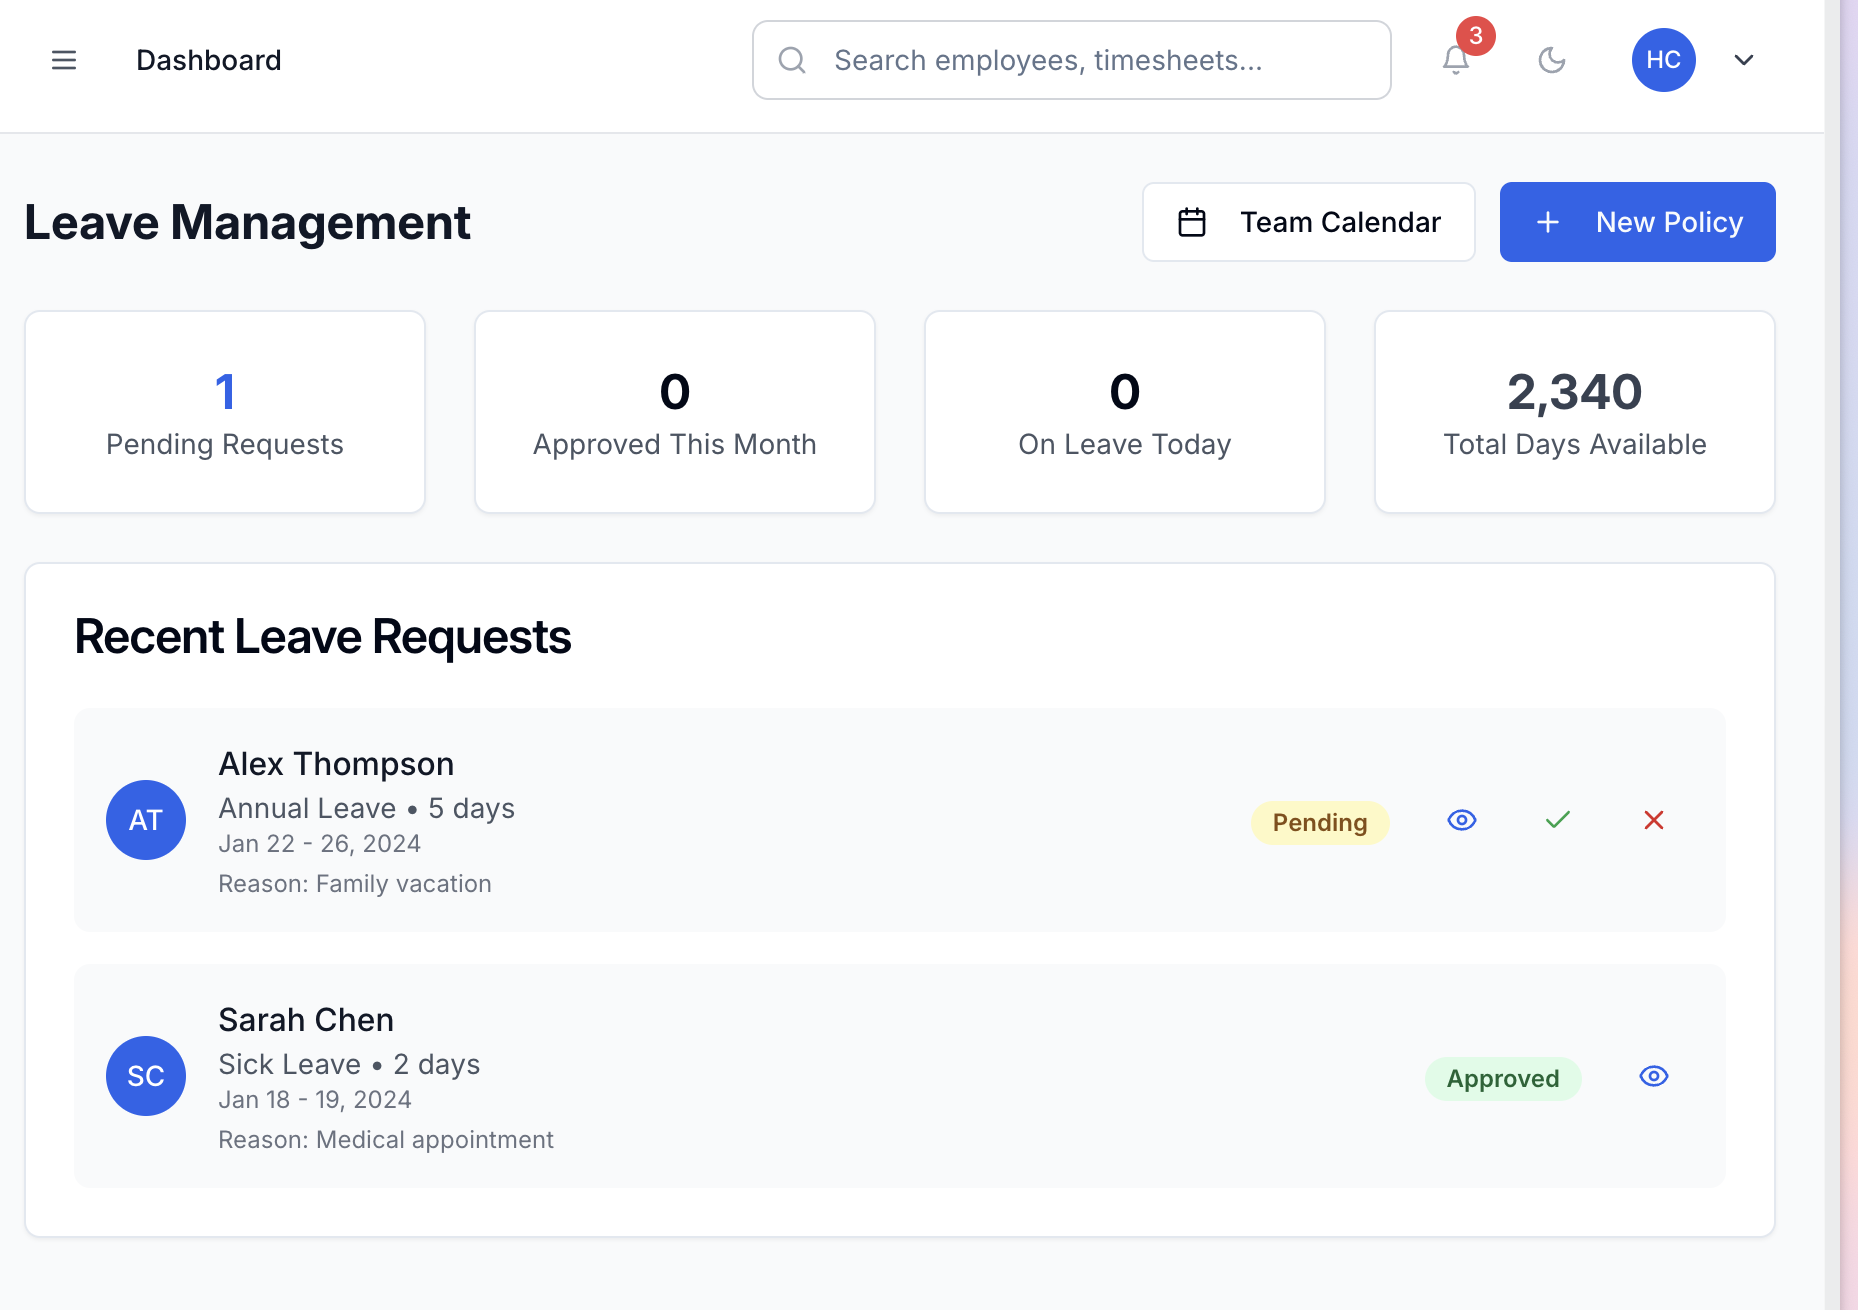 Dashboard
Search employees, timesheets...
3
HC
Leave Management
Team Calendar
New Policy
1
Pending Requests
0
Approved This Month
0
On Leave Today
2,340
Total Days Available
Recent Leave Requests
AT
Alex Thompson
Annual Leave • 5 days
Jan 22 - 26, 2024
Reason: Family vacation
Pending
SC
Sarah Chen
Sick Leave • 2 days
Jan 18 - 19, 2024
Reason: Medical appointment
Approved